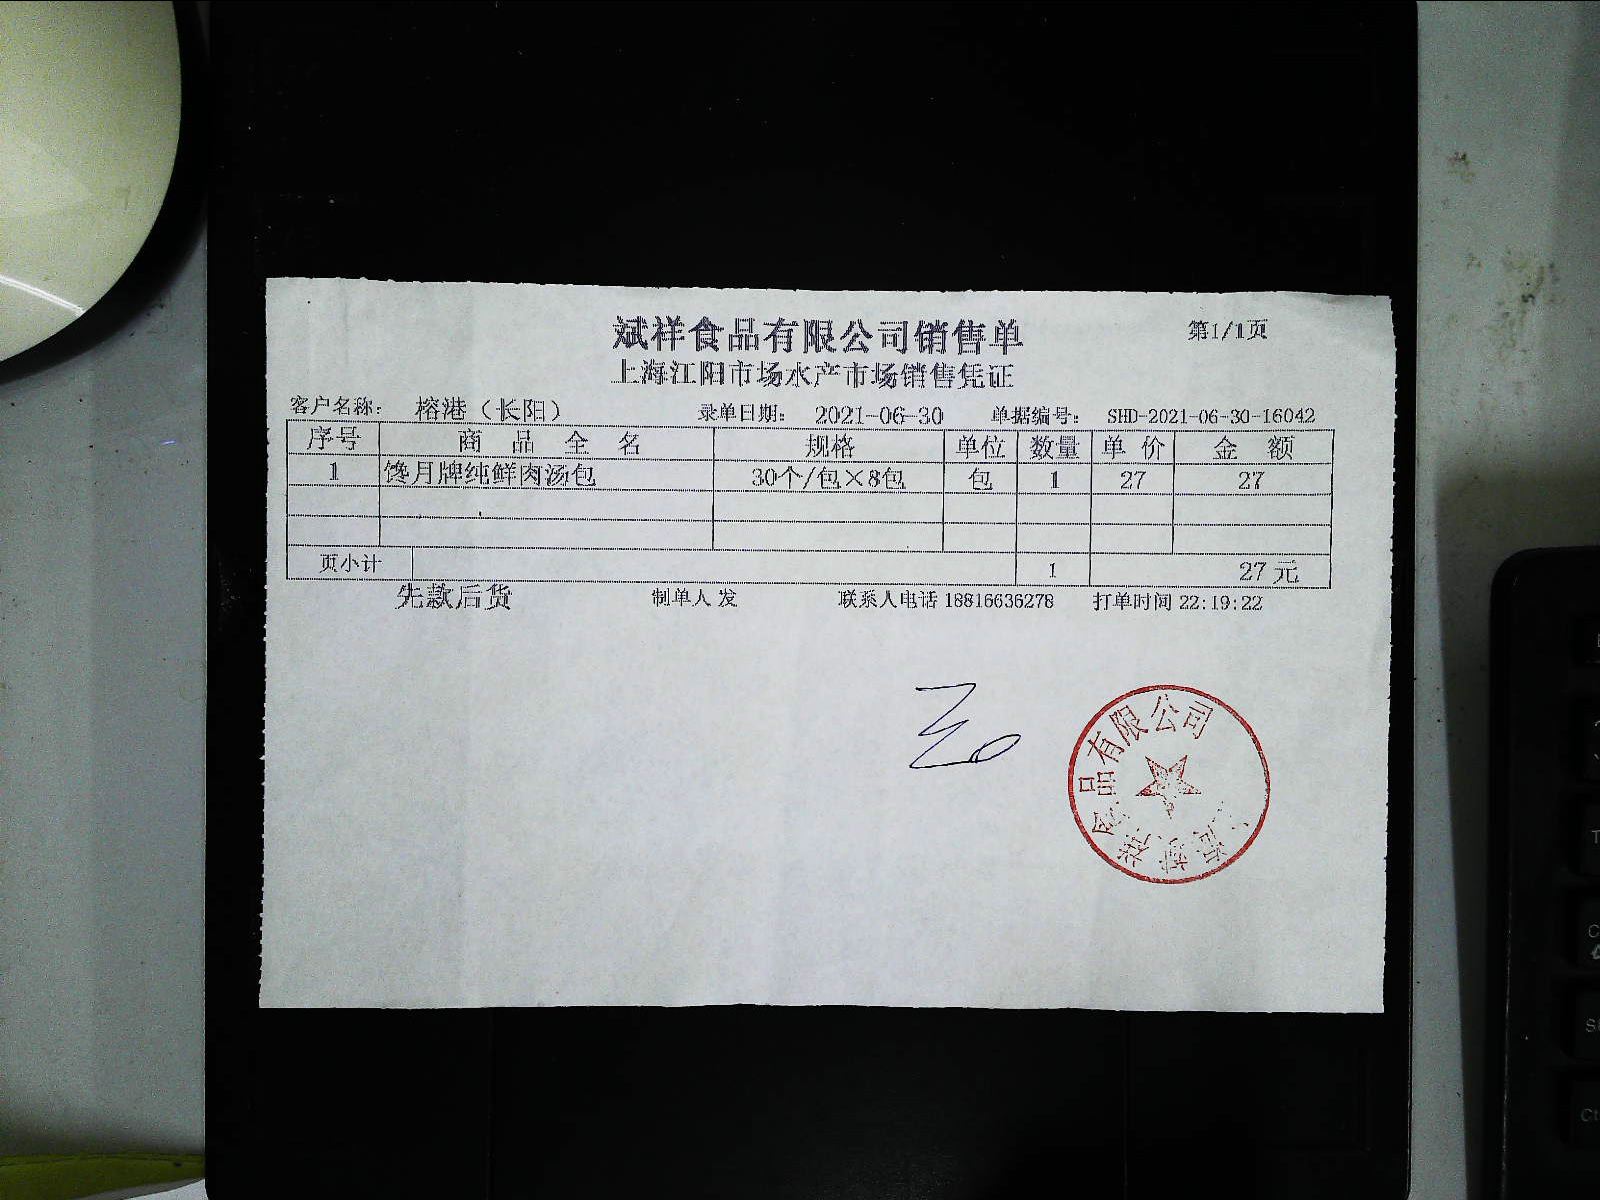 斌祥食品有限公司销售单 第1/1页
上海江阳市场水产市场销售凭证
客户名称: 榕港（长阳） 录单日期: 2021-06-30 单据编号: SHD-2021-06-30-16042
序号 商品全名 规格 单位 数量 单价 金额
1 馋月牌纯鲜肉汤包 30个/包×8包 包 1 27 27
页小计 1 27元
先款后货 制单人 发 联系人电话 18816636278 打单时间 22:19:22
品有限公司